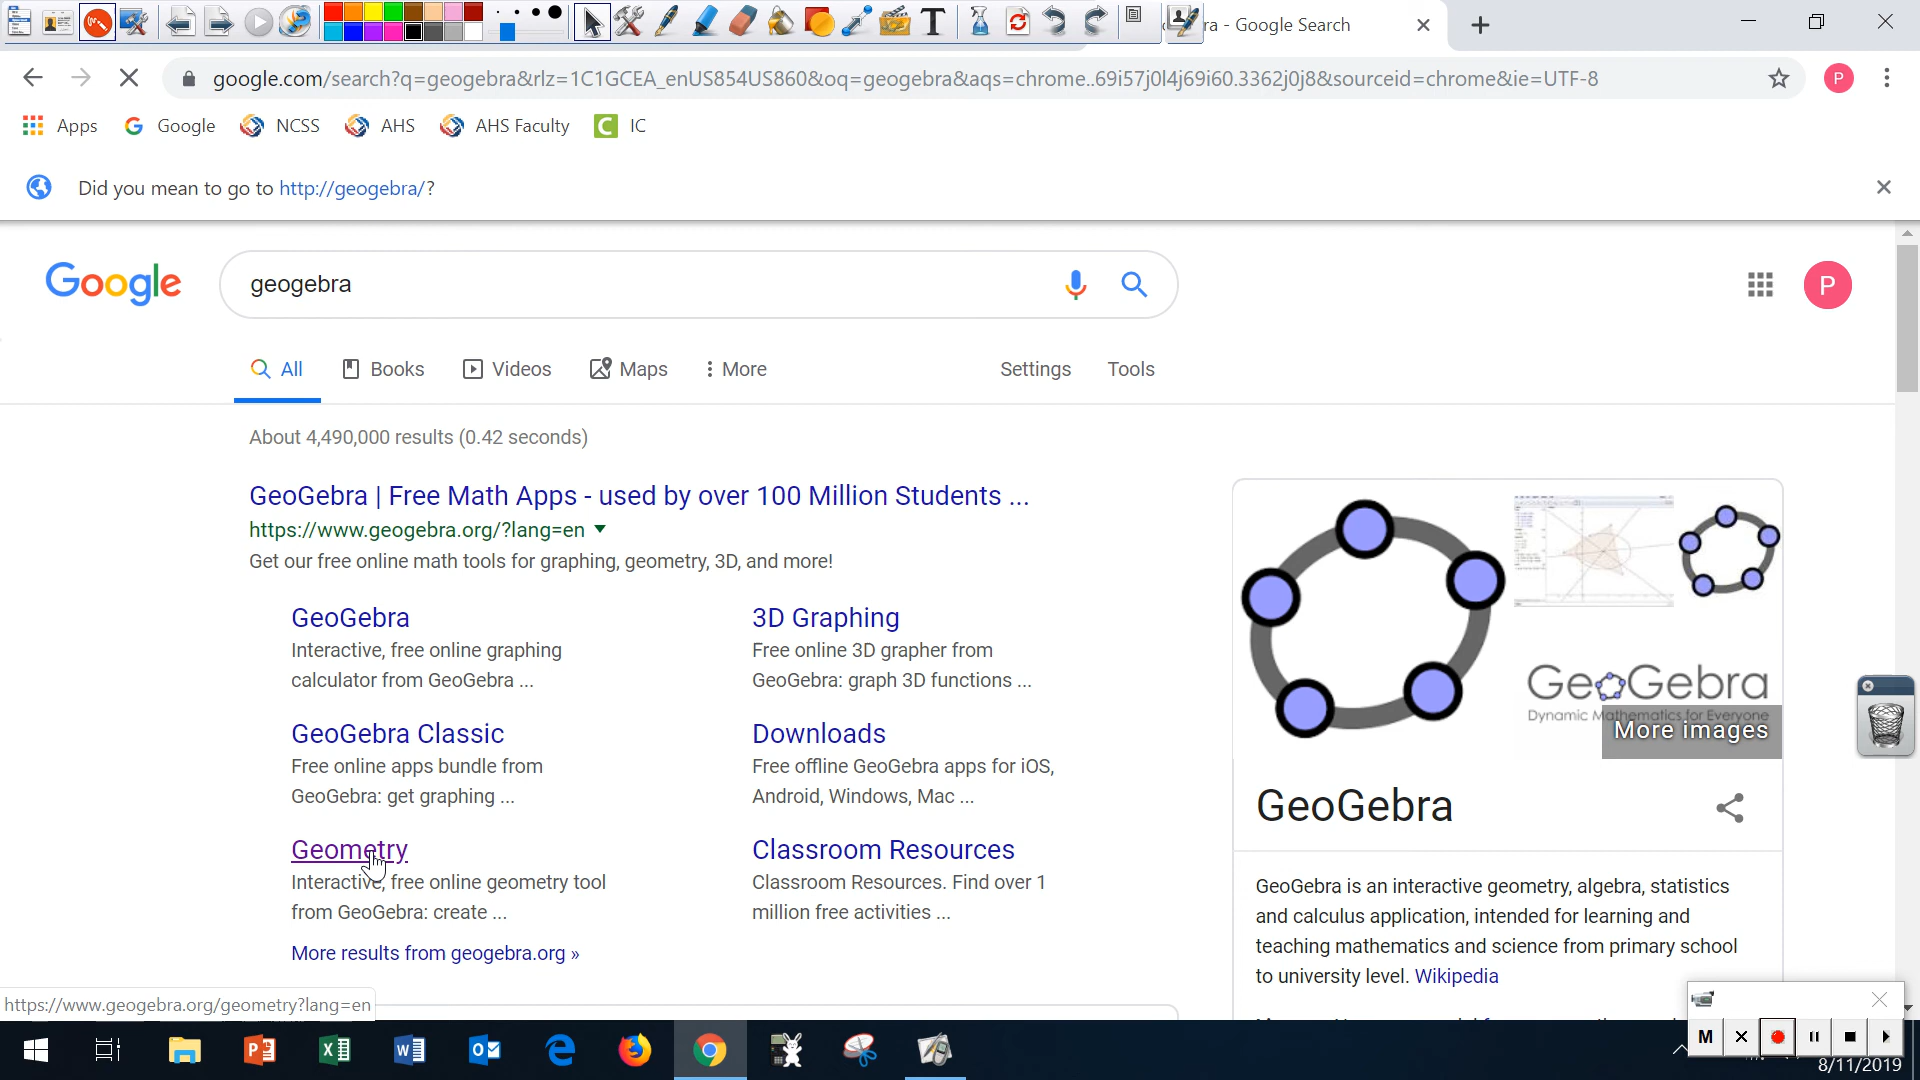 ra - Google Search
google.com/search?q=geogebra&rlz=1C1GCEA_enUS854US860&oq=geogebra&aqs=chrome..69i57j0l4j69i60.3362j0j8&sourceid=chrome&ie=UTF-8
P
Apps
Google
NCSS
AHS
AHS Faculty
IC
Did you mean to go to http://geogebra/?
Google
geogebra
P
All
Books
Videos
Maps
More
Settings
Tools
About 4,490,000 results (0.42 seconds)
GeoGebra | Free Math Apps - used by over 100 Million Students ...
https://www.geogebra.org/?lang=en
Get our free online math tools for graphing, geometry, 3D, and more!
GeoGebra
Interactive, free online graphing
calculator from GeoGebra ...
3D Graphing
Free online 3D grapher from
GeoGebra: graph 3D functions ...
GeoGebra Classic
Free online apps bundle from
GeoGebra: get graphing ...
Downloads
Free offline GeoGebra apps for iOS,
Android, Windows, Mac ...
Geometry
Interactive, free online geometry tool
from GeoGebra: create ...
Classroom Resources
Classroom Resources. Find over 1
million free activities ...
More results from geogebra.org »
GeoGebra
Dynamic Mathematics for Everyone
More images
GeoGebra
GeoGebra is an interactive geometry, algebra, statistics
and calculus application, intended for learning and
teaching mathematics and science from primary school
to university level. Wikipedia
https://www.geogebra.org/geometry?lang=en
M
8/11/2019